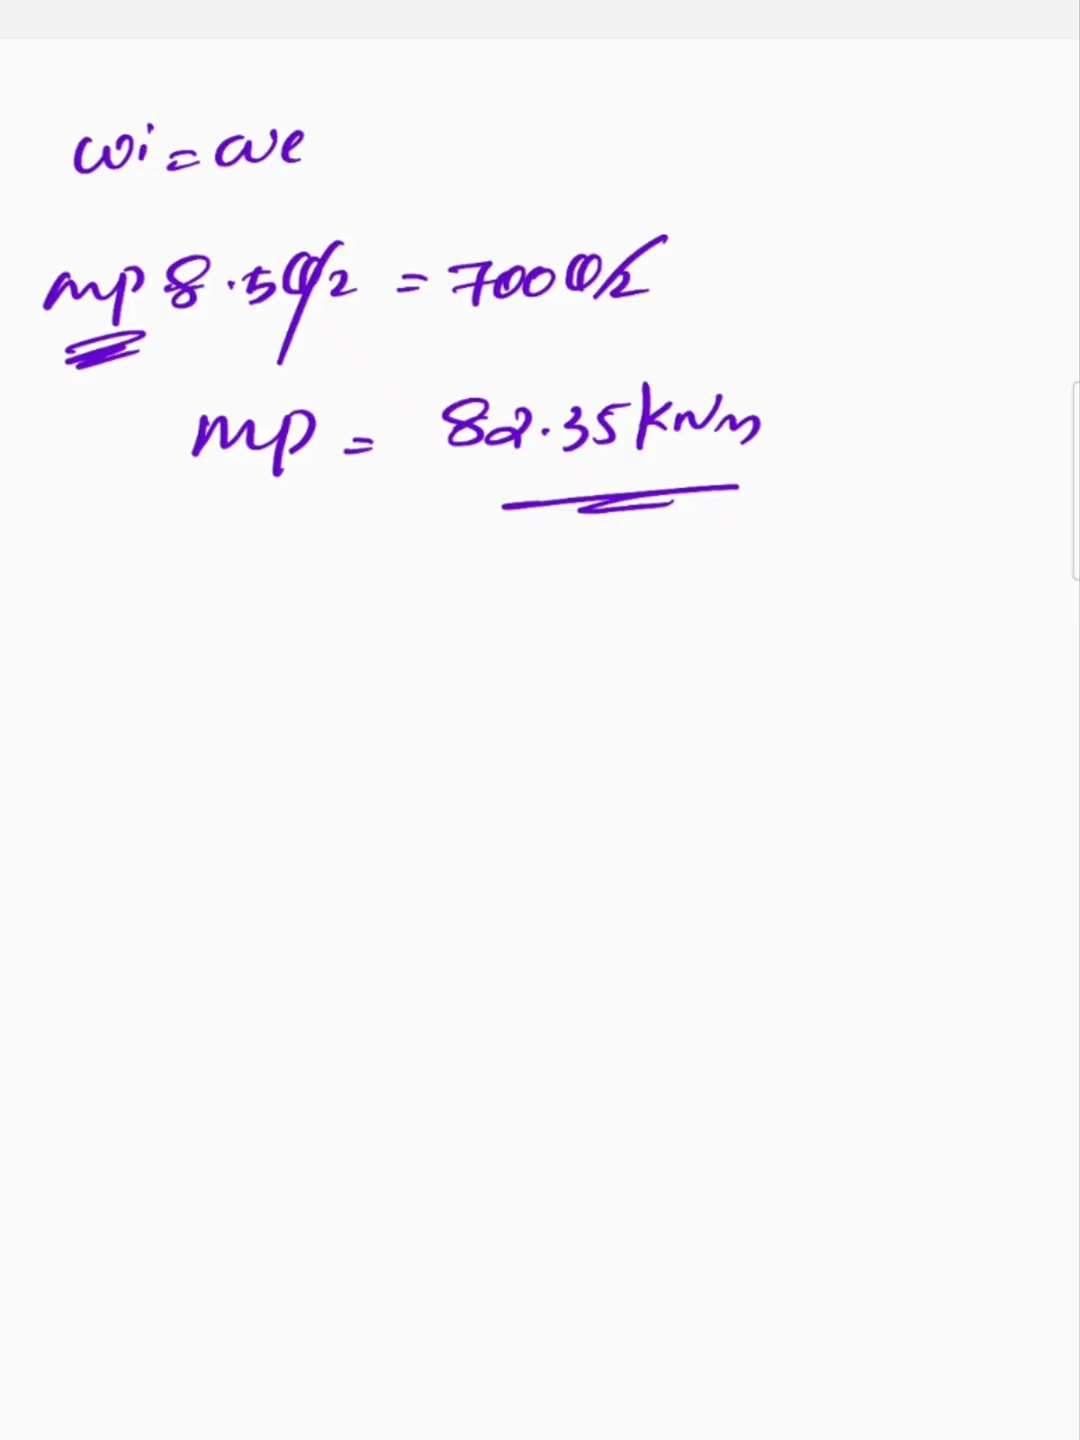 wi = we
mp 8.5θ/2 = 700θ/2
mp = 82.35 kNm